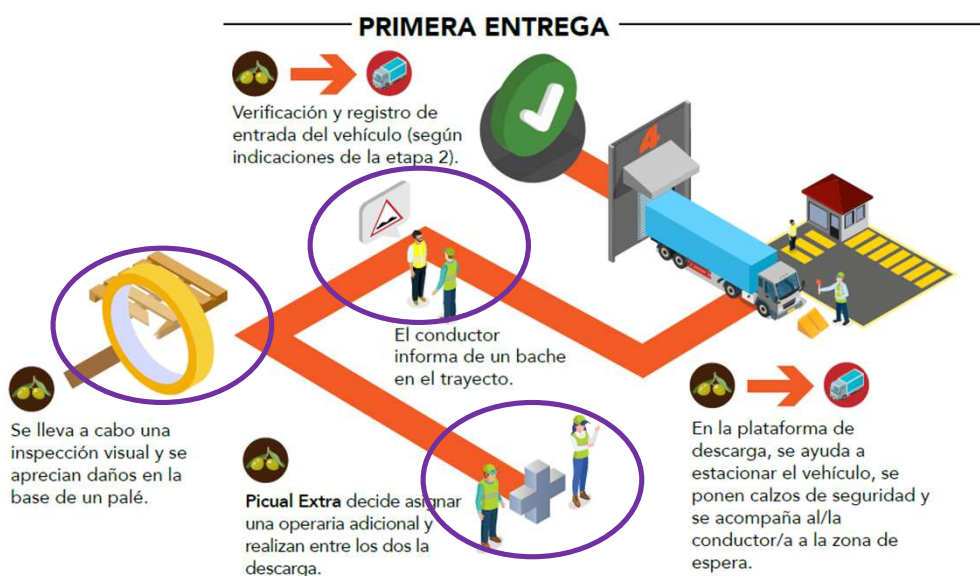 PRIMERA ENTREGA
Verificación y registro de
entrada del vehículo (según
indicaciones de la etapa 2).
4
El conductor
informa de un bache
en el trayecto.
Se lleva a cabo una
inspección visual y se
aprecian daños en la
base de un palé.
Picual Extra decide asignar
una operaria adicional y
realizan entre los dos la
descarga.
En la plataforma de
descarga, se ayuda a
estacionar el vehículo, se
ponen calzos de seguridad y
se acompaña al/la
conductor/a a la zona de
espera.